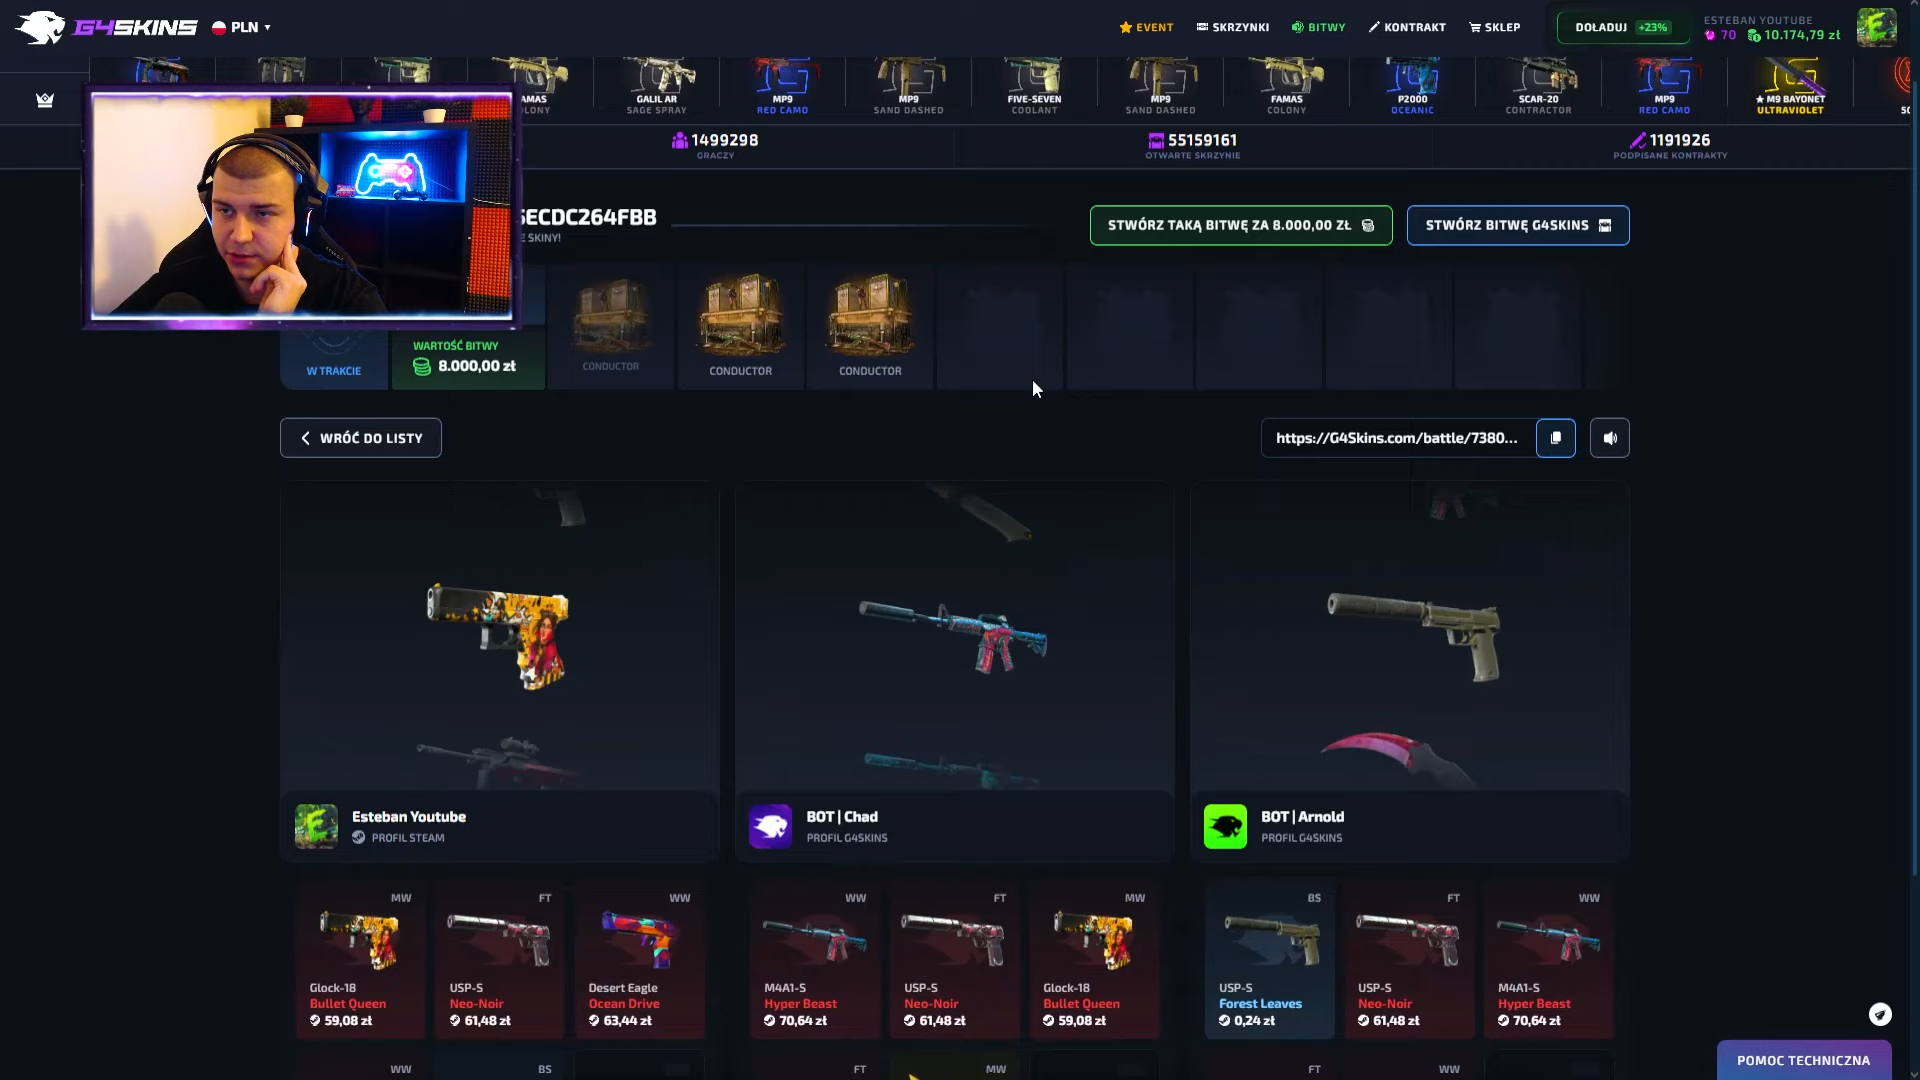 G4SKINS
PLN
EVENT
SKRZYNKI
BITWY
KONTRAKT
SKLEP
DOŁADUJ +23%
ESTEBAN YOUTUBE
70 10.174,79 zł
GALIL AR
SAGE SPRAY
MP9
RED CAMO
MP9
SAND DASHED
FIVE-SEVEN
COOLANT
MP9
SAND DASHED
FAMAS
COLONY
P2000
OCEANIC
SCAR-20
CONTRACTOR
MP9
RED CAMO
★ M9 BAYONET
ULTRAVIOLET
1499298
GRACZY
55159161
OTWARTE SKRZYNIE
1191926
PODPISANE KONTRAKTY
ECDC264FBB
SKINY!
STWÓRZ TAKĄ BITWĘ ZA 8.000,00 ZŁ
STWÓRZ BITWĘ G4SKINS
W TRAKCIE
WARTOŚĆ BITWY
8.000,00 zł
CONDUCTOR
CONDUCTOR
CONDUCTOR
WRÓĆ DO LISTY
https://G4Skins.com/battle/7380...
Esteban Youtube
PROFIL STEAM
BOT | Chad
PROFIL G4SKINS
BOT | Arnold
PROFIL G4SKINS
MW
Glock-18
Bullet Queen
59,08 zł
FT
USP-S
Neo-Noir
61,48 zł
WW
Desert Eagle
Ocean Drive
63,44 zł
WW
M4A1-S
Hyper Beast
70,64 zł
FT
USP-S
Neo-Noir
61,48 zł
MW
Glock-18
Bullet Queen
59,08 zł
BS
USP-S
Forest Leaves
0,24 zł
FT
USP-S
Neo-Noir
61,48 zł
WW
M4A1-S
Hyper Beast
70,64 zł
WW
BS
FT
MW
FT
WW
POMOC TECHNICZNA